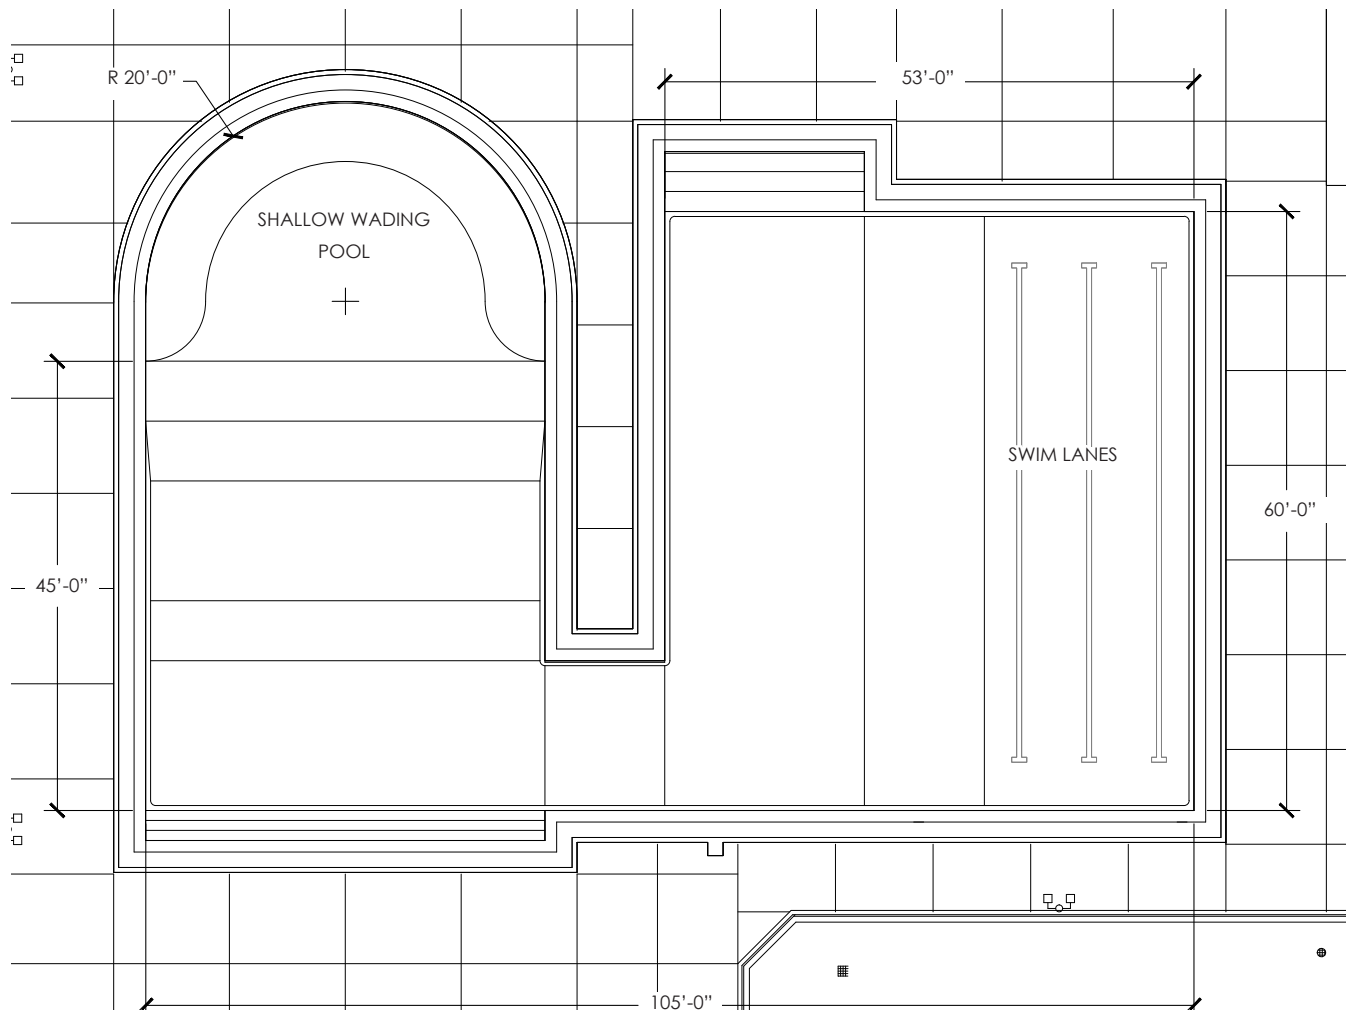 R 20’-0”
53’-0”
SHALLOW WADING
POOL
SWIM LANES
60’-0”
45’-0”
105’-0”